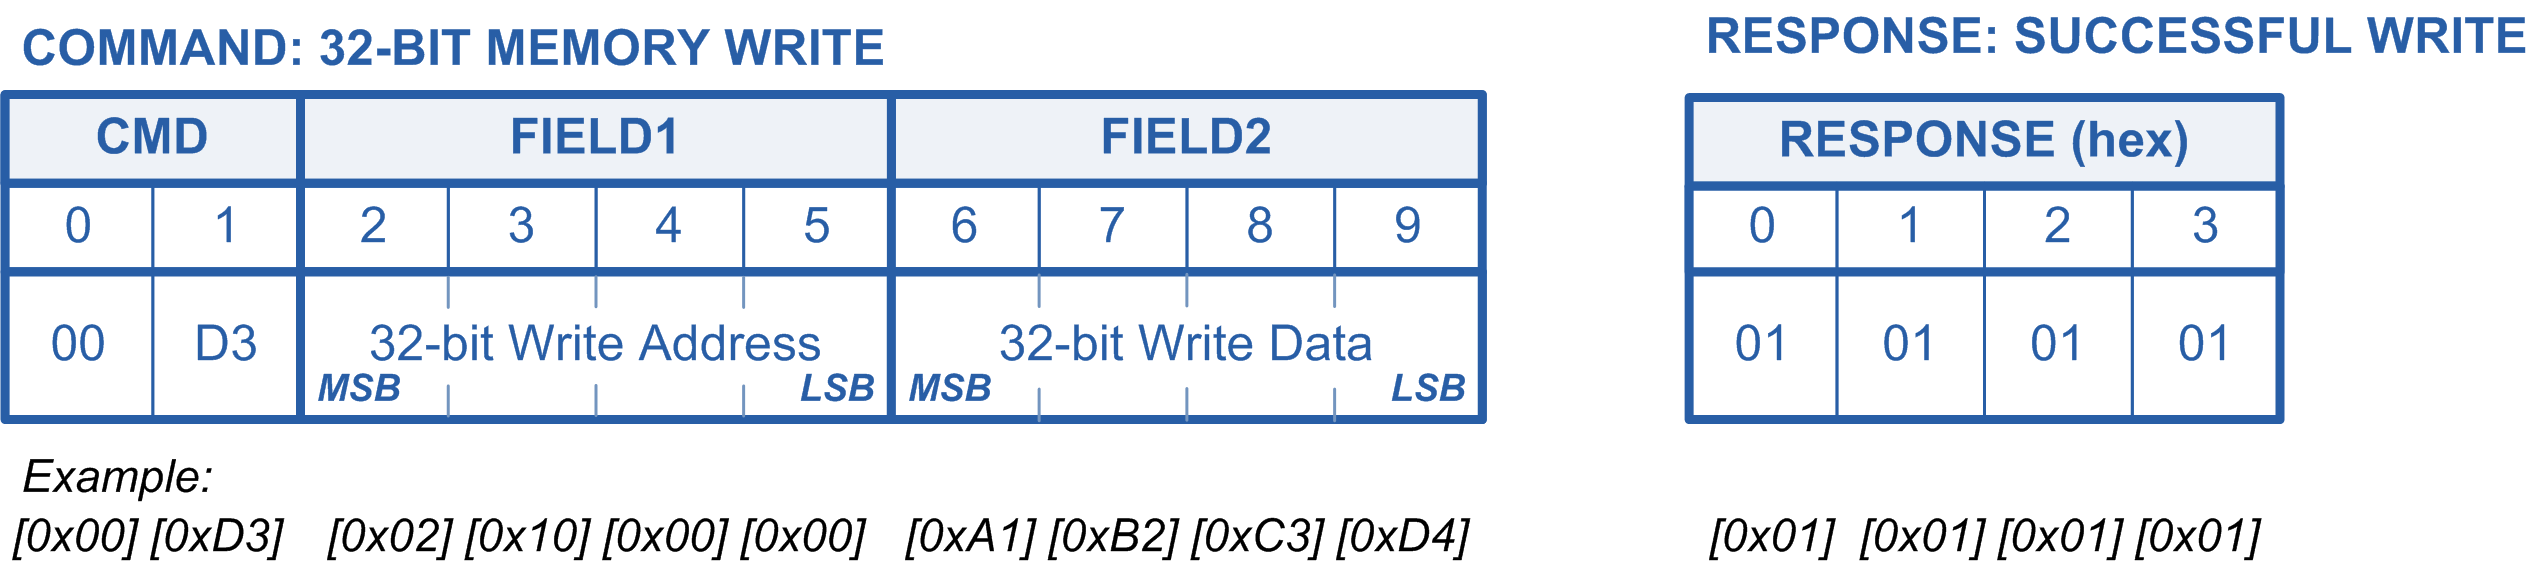 COMMAND: 32-BIT MEMORY WRITE
CMD FIELD1 FIELD2
0 1 2 3 4 5 6 7 8 9
00 D3 32-bit Write Address 32-bit Write Data
MSB LSB MSB LSB
Example:
[0x00] [0xD3] [0x02] [0x10] [0x00] [0x00] [0xA1] [0xB2] [0xC3] [0xD4]
RESPONSE: SUCCESSFUL WRITE
RESPONSE (hex)
0 1 2 3
01 01 01 01
[0x01] [0x01] [0x01] [0x01]